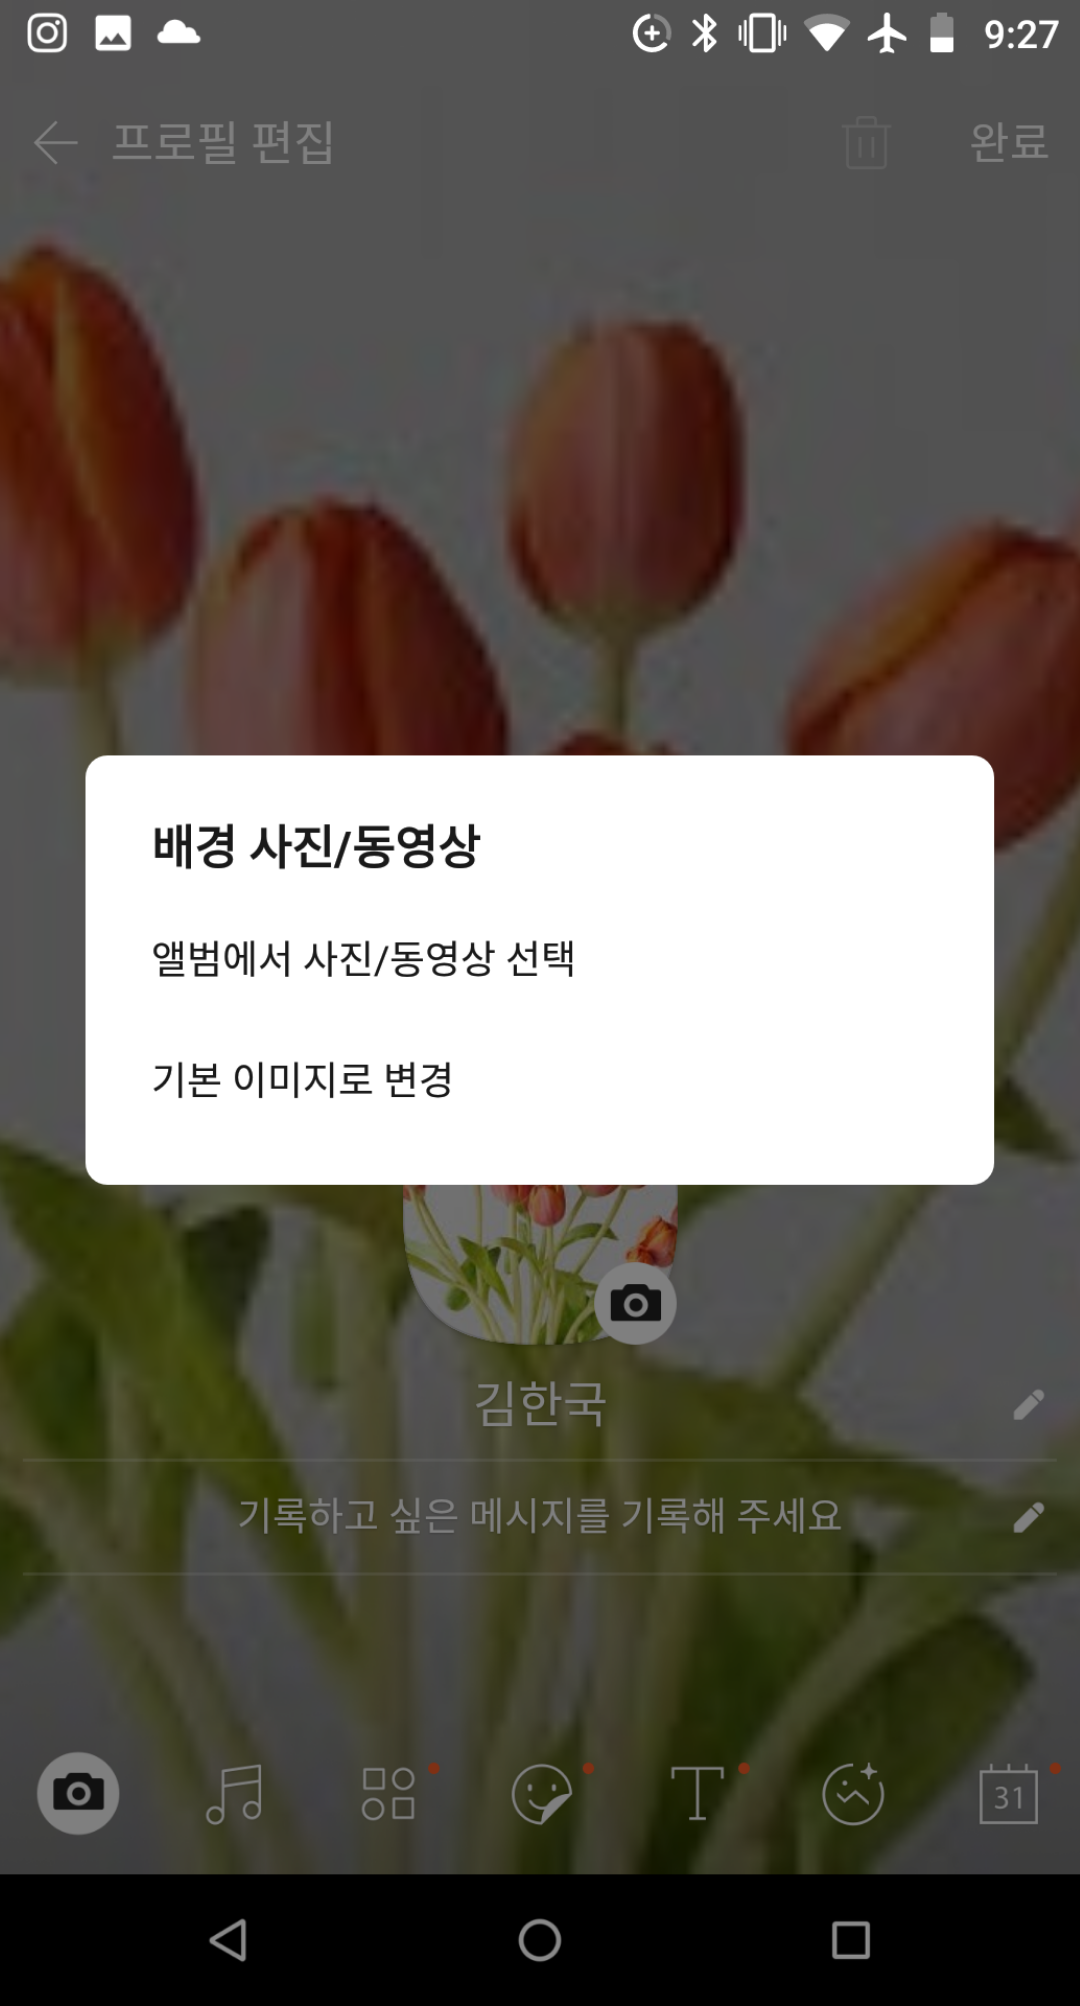 9:27
프로필 편집
완료
배경 사진/동영상
앨범에서 사진/동영상 선택
기본 이미지로 변경
김한국
기록하고 싶은 메시지를 기록해 주세요
T
31